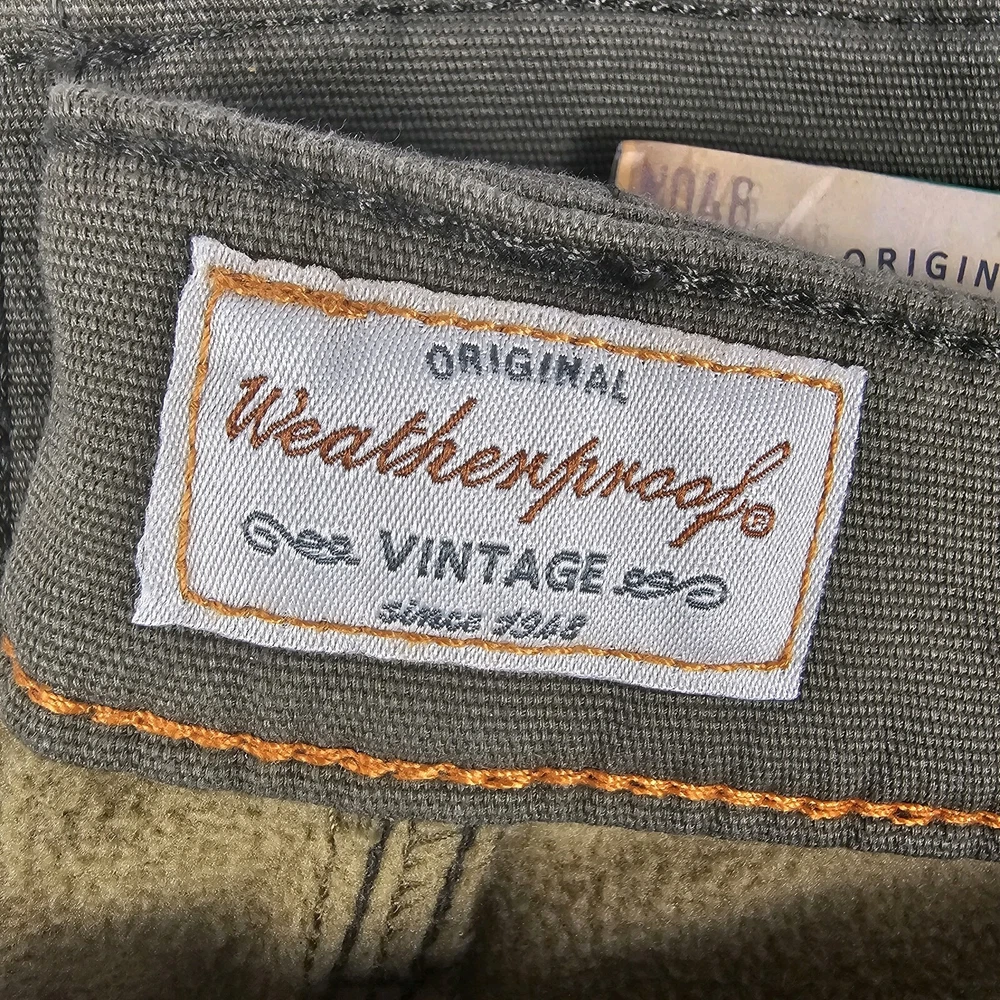 ORIGIN
ORIGINAL
Weatherproof®
VINTAGE
since 1948